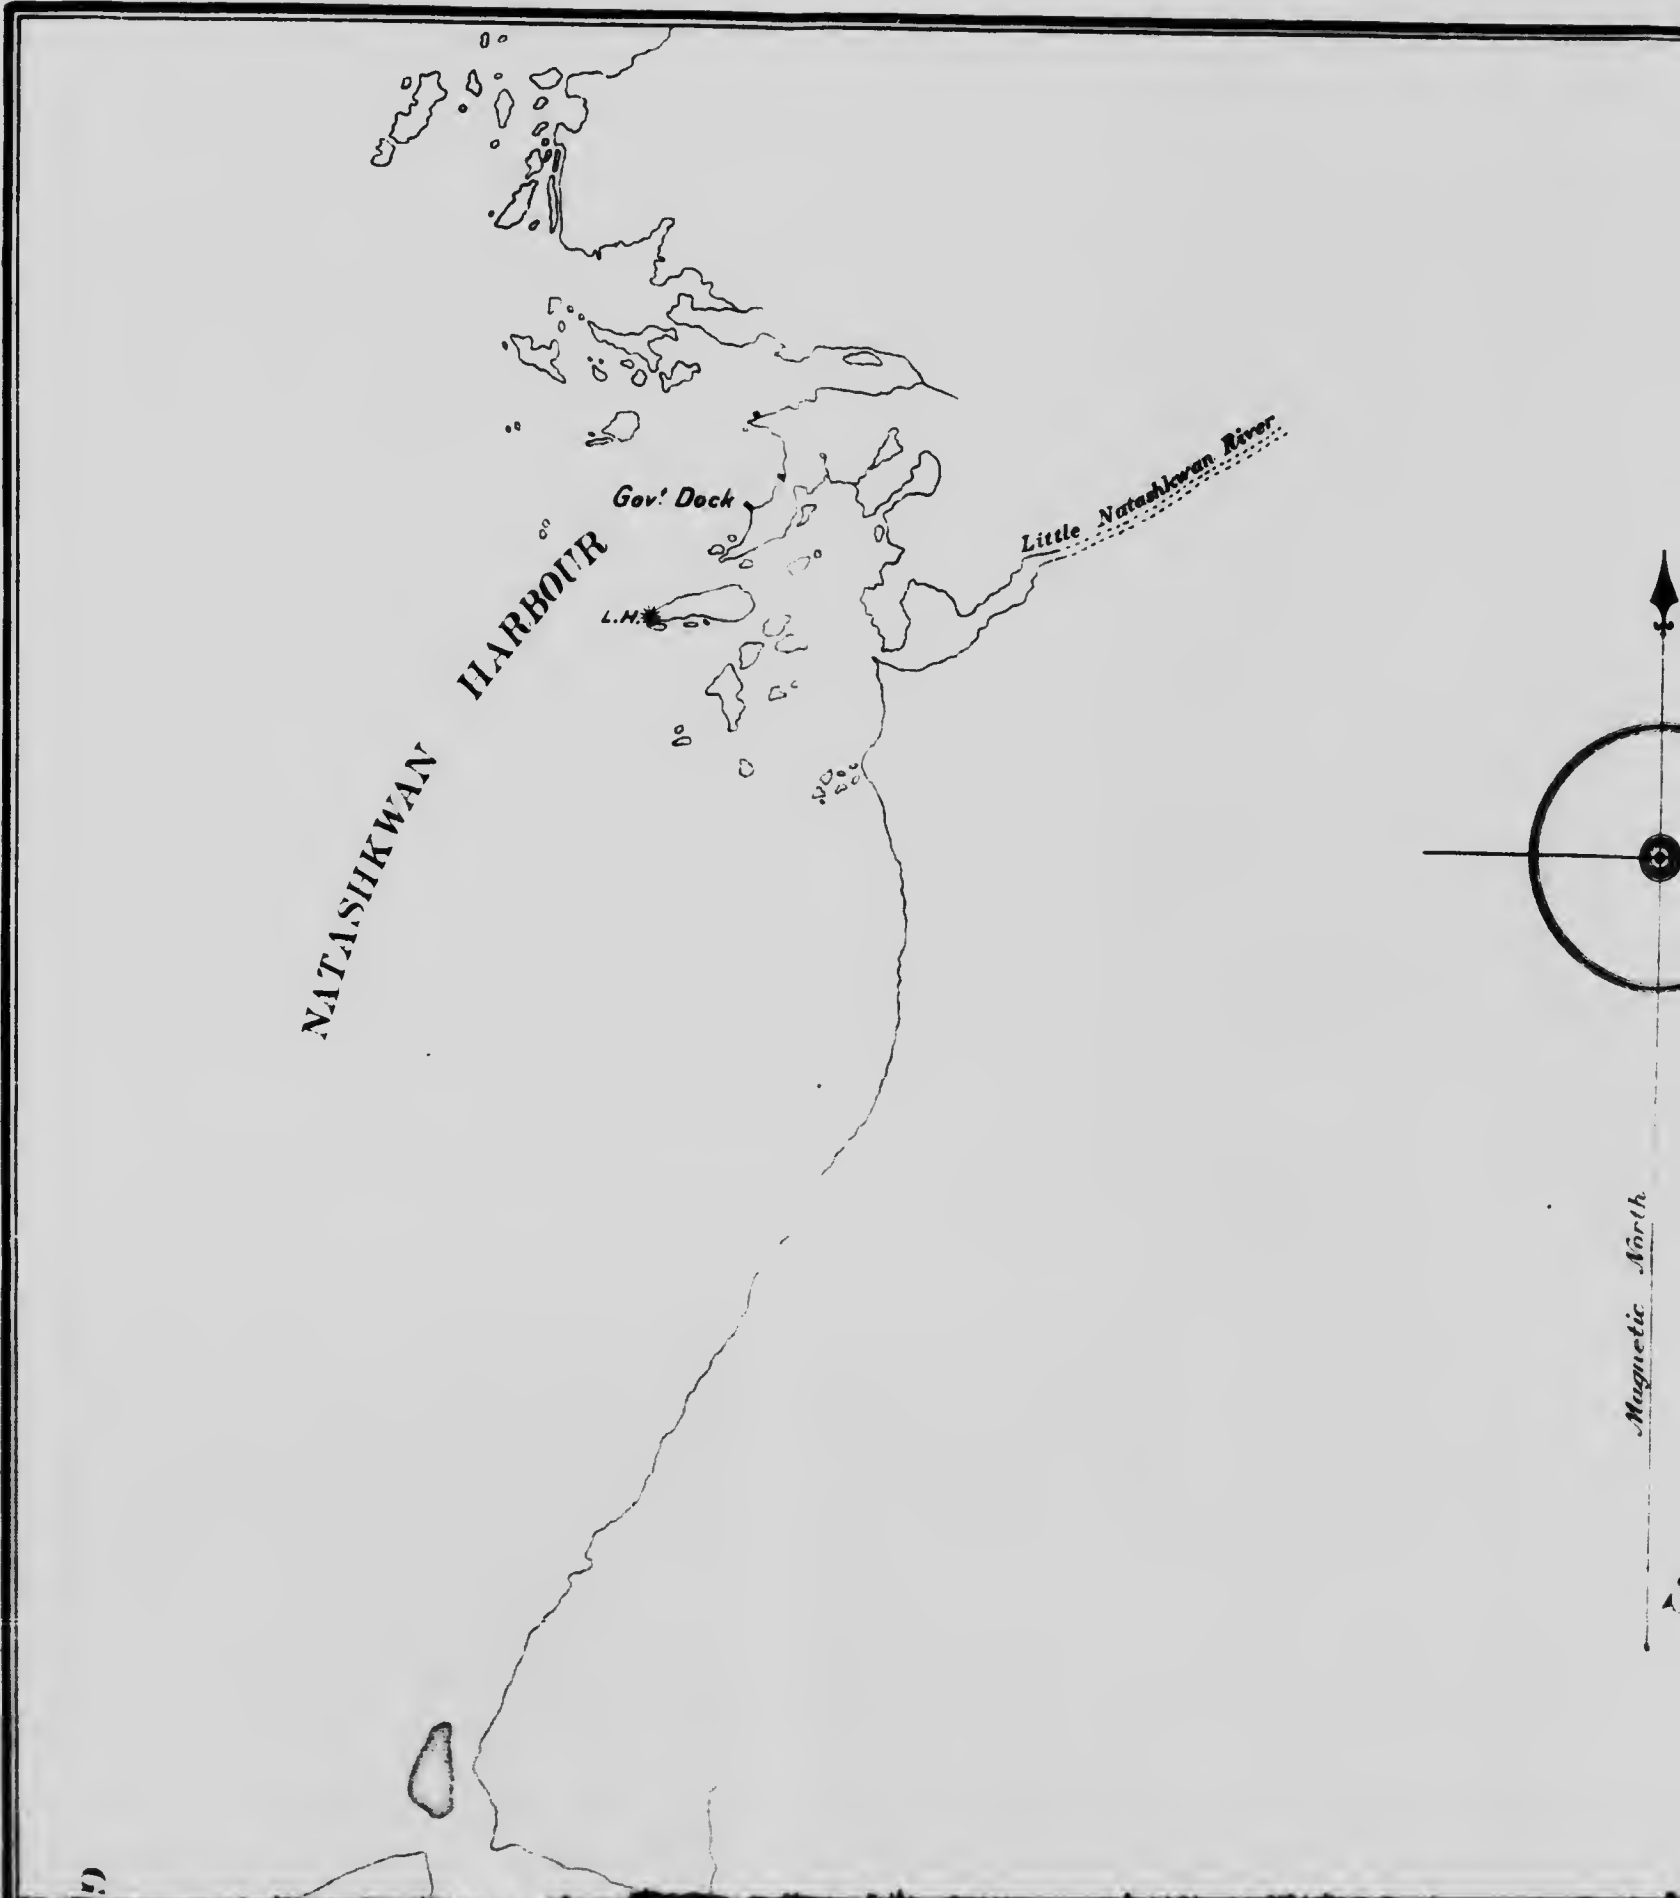 Little Natashkwan River
Gov't Dock
L.H.
NATASHKWAN HARBOUR
Magnetic North